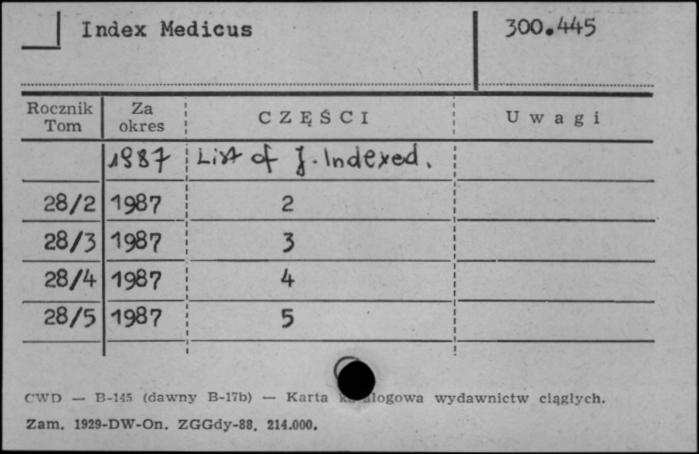 Index Medicus 300.445
Rocznik Tom Za okres CZĘŚCI Uwagi
1987 List of J. Indexed.
28/2 1987 2
28/3 1987 3
28/4 1987 4
28/5 1987 5
CWD — B-145 (dawny B-17b) — Karta wydawnictw ciągłych.
Zam. 1929-DW-On. ZGGdy-88. 214.000.